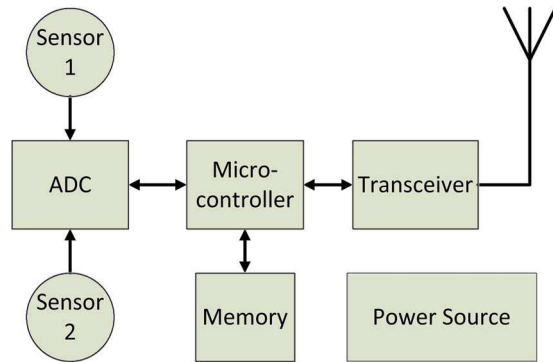 Sensor
1
ADC
Micro-
controller
Transceiver
Sensor
2
Memory
Power Source